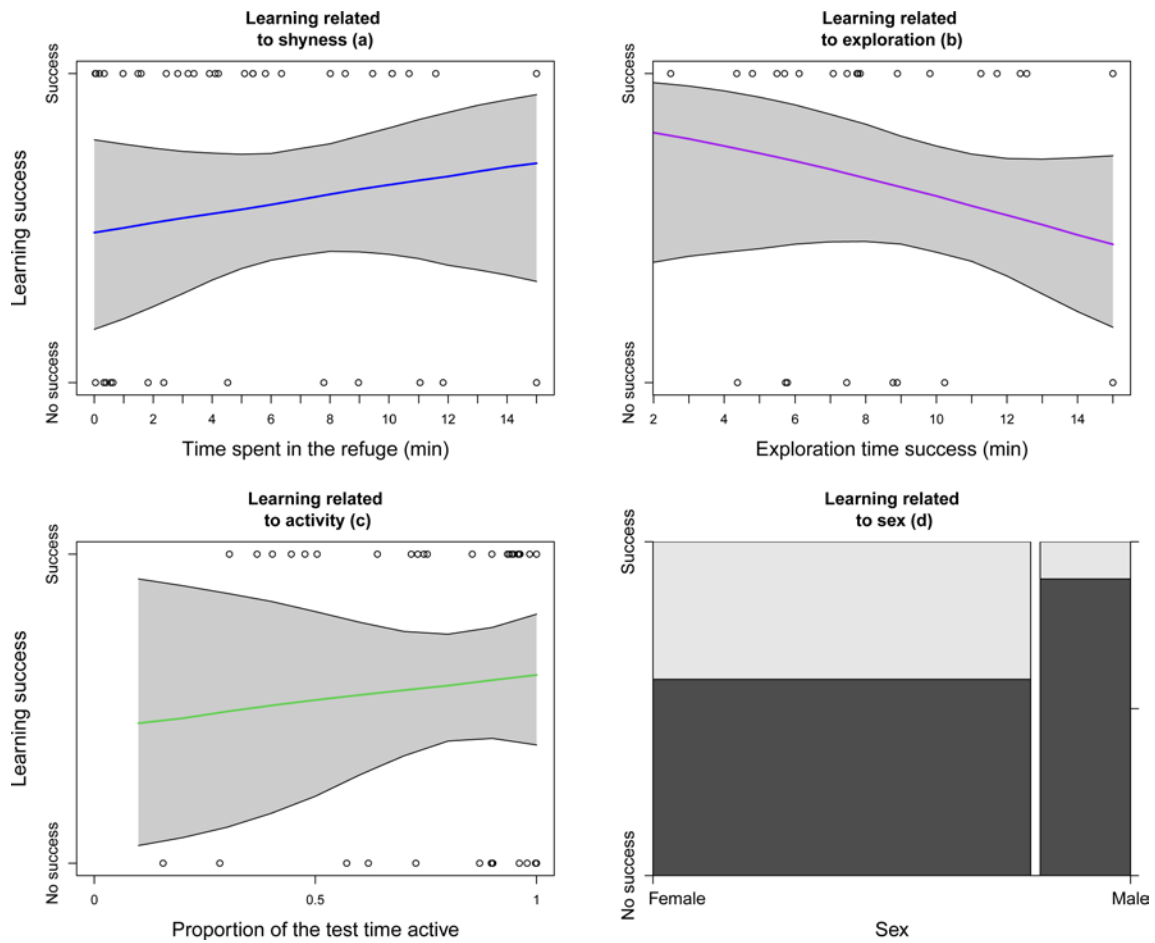 Learning related
to shyness (a)
Success
Learning success
No success
0 2 4 6 8 10 12 14
Time spent in the refuge (min)
Learning related
to exploration (b)
Success
No success
2 4 6 8 10 12 14
Exploration time success (min)
Learning related
to activity (c)
Success
Learning success
No success
0 0.5 1
Proportion of the test time active
Learning related
to sex (d)
Success
No success
Female Male
Sex